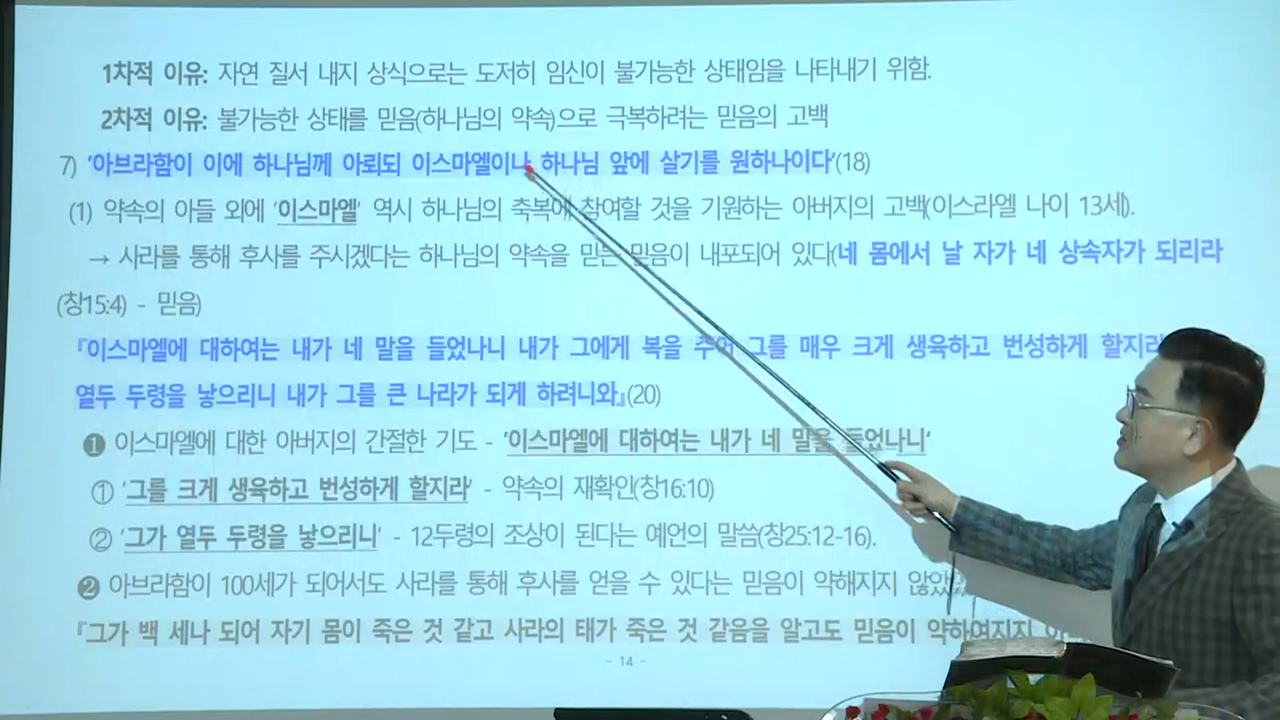 1차적 이유: 자연 질서 내지 상식으로는 도저히 임신이 불가능한 상태임을 나타내기 위함.
2차적 이유: 불가능한 상태를 믿음(하나님의 약속)으로 극복하려는 믿음의 고백
7) '아브라함이 이에 하나님께 아뢰되 이스마엘이나 하나님 앞에 살기를 원하나이다'(18)
(1) 약속의 아들 외에 '이스마엘' 역시 하나님의 축복에 참여할 것을 기원하는 아버지의 고백(이스라엘 나이 13세).
→ 사라를 통해 후사를 주시겠다는 하나님의 약속을 믿는 믿음이 내포되어 있다(네 몸에서 날 자가 네 상속자가 되리라
(창15:4) - 믿음)
『이스마엘에 대하여는 내가 네 말을 들었나니 내가 그에게 복을 주어 그를 매우 크게 생육하고 번성하게 할지라
열두 두령을 낳으리니 내가 그를 큰 나라가 되게 하려니와』(20)
❶ 이스마엘에 대한 아버지의 간절한 기도 - '이스마엘에 대하여는 내가 네 말을 들었나니'
① '그를 크게 생육하고 번성하게 할지라' - 약속의 재확인(창16:10)
② '그가 열두 두령을 낳으리니' - 12두령의 조상이 된다는 예언의 말씀(창25:12-16).
❷ 아브라함이 100세가 되어서도 사라를 통해 후사를 얻을 수 있다는 믿음이 약해지지
『그가 백 세나 되어 자기 몸이 죽은 것 같고 사라의 태가 죽은 것 같음을 알고도 믿음이 약하여지지
- 14 -